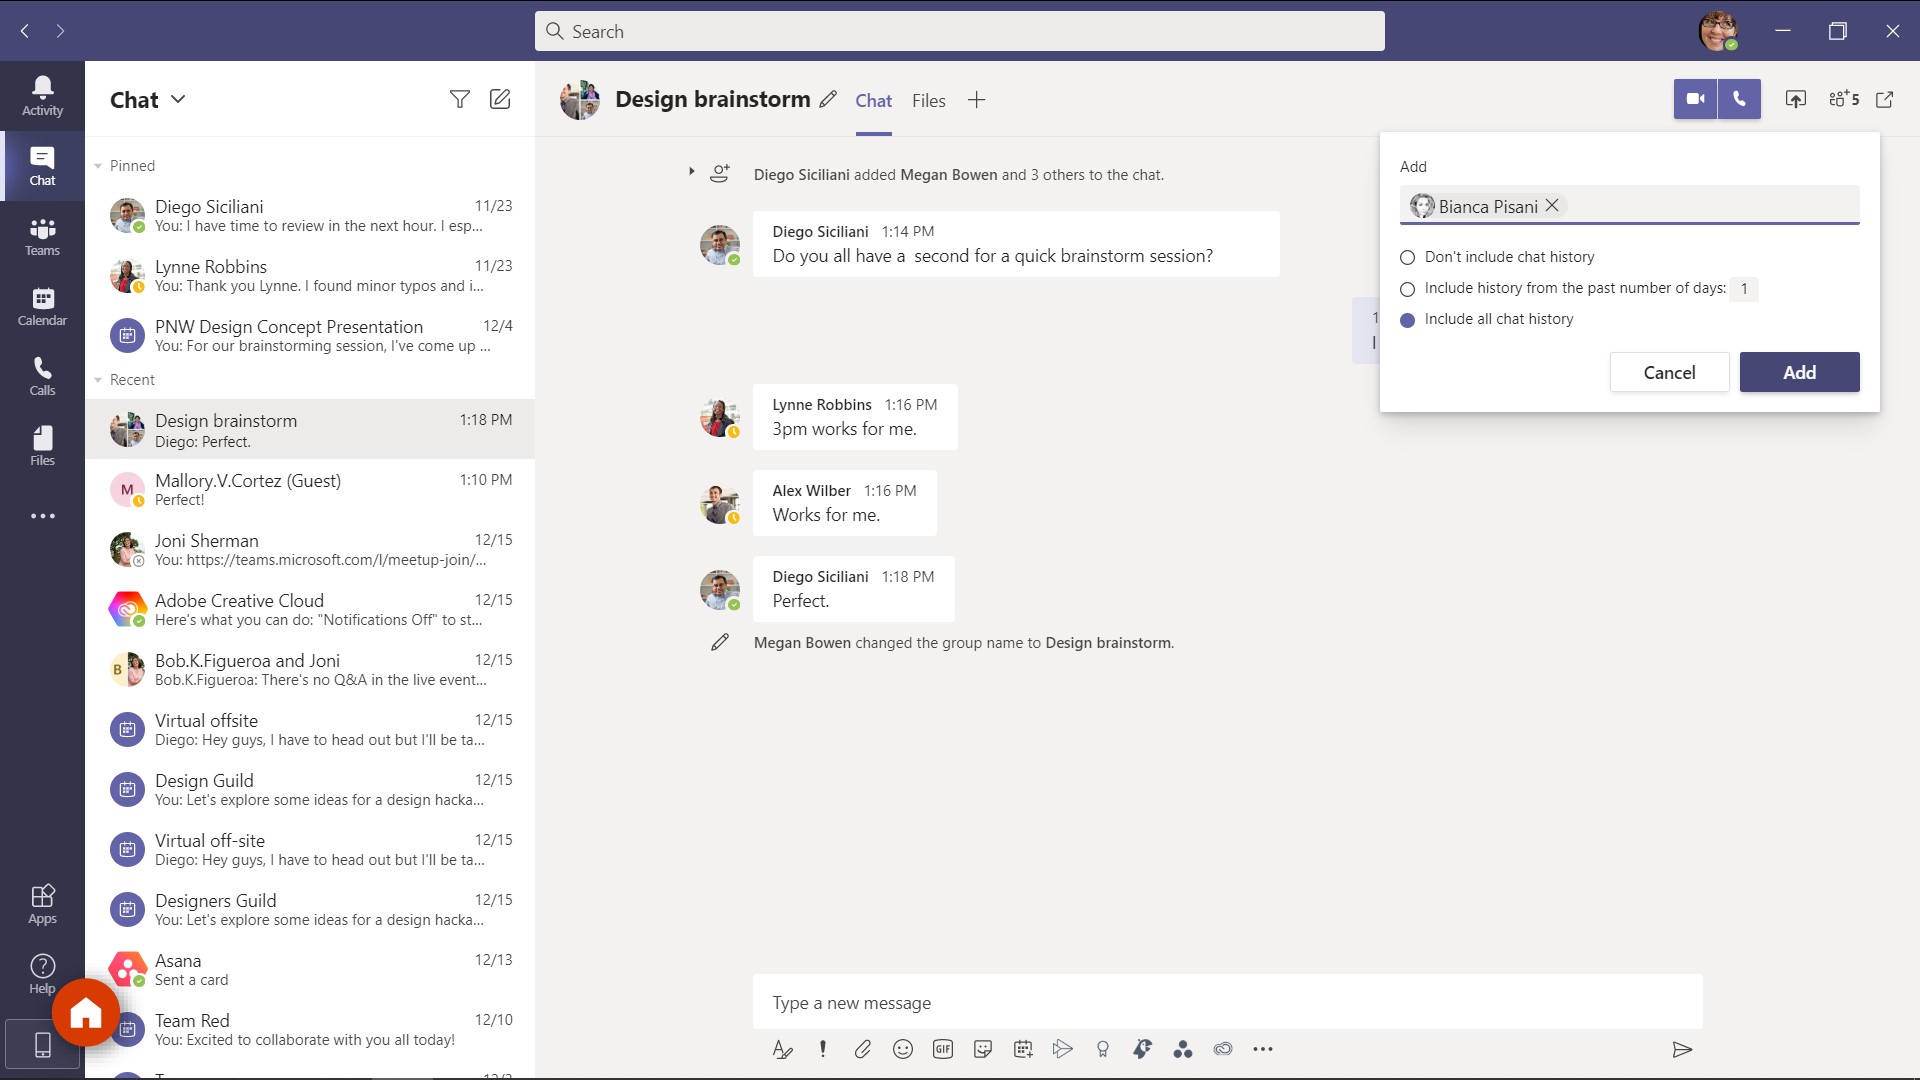 Search
Activity
Chat
Teams
Calendar
Calls
Files
Apps
Help
Chat
Pinned
Diego Siciliani 11/23
You: I have time to review in the next hour. I esp...
Lynne Robbins 11/23
You: Thank you Lynne. I found minor typos and i...
PNW Design Concept Presentation 12/4
You: For our brainstorming session, I've come up ...
Recent
Design brainstorm 1:18 PM
Diego: Perfect.
M
Mallory.V.Cortez (Guest) 1:10 PM
Perfect!
Joni Sherman 12/15
You: https://teams.microsoft.com/l/meetup-join/...
Adobe Creative Cloud 12/15
Here's what you can do: "Notifications Off" to st...
B
Bob.K.Figueroa and Joni 12/15
Bob.K.Figueroa: There's no Q&A in the live event...
Virtual offsite 12/15
Diego: Hey guys, I have to head out but I'll be ta...
Design Guild 12/15
You: Let's explore some ideas for a design hacka...
Virtual off-site 12/15
Diego: Hey guys, I have to head out but I'll be ta...
Designers Guild 12/15
You: Let's explore some ideas for a design hacka...
Asana 12/13
Sent a card
Team Red 12/10
You: Excited to collaborate with you all today!
Design brainstorm Chat Files
5
Diego Siciliani added Megan Bowen and 3 others to the chat.
Diego Siciliani 1:14 PM
Do you all have a second for a quick brainstorm session?
1
I
Lynne Robbins 1:16 PM
3pm works for me.
Alex Wilber 1:16 PM
Works for me.
Diego Siciliani 1:18 PM
Perfect.
Megan Bowen changed the group name to Design brainstorm.
Type a new message
GIF
Add
Bianca Pisani
Don't include chat history
Include history from the past number of days: 1
Include all chat history
Cancel Add